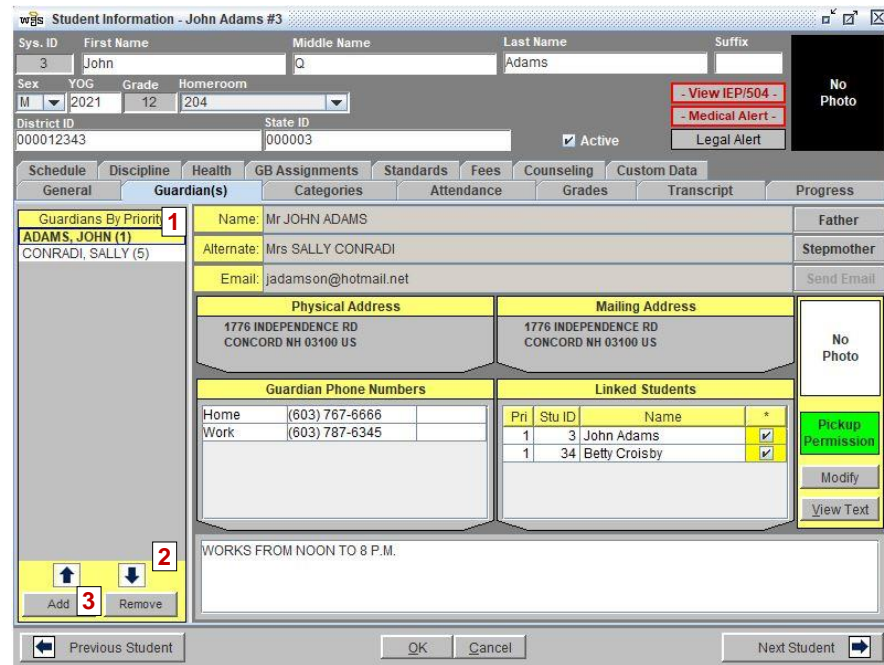 wgs Student Information - John Adams #3
Sys. ID First Name Middle Name Last Name Suffix
3 John Q Adams
Sex YOG Grade Homeroom
M 2021 12 204
- View IEP/504 -
- Medical Alert -
No
Photo
District ID State ID
000012343 000003 Active Legal Alert
Schedule Discipline Health GB Assignments Standards Fees Counseling Custom Data
General Guardian(s) Categories Attendance Grades Transcript Progress
Guardians By Priority 1
ADAMS, JOHN (1)
CONRADI, SALLY (5)
Name: Mr JOHN ADAMS Father
Alternate: Mrs SALLY CONRADI Stepmother
Email: jadamson@hotmail.net Send Email
Physical Address
1776 INDEPENDENCE RD
CONCORD NH 03100 US
Mailing Address
1776 INDEPENDENCE RD
CONCORD NH 03100 US
No
Photo
Guardian Phone Numbers
Home (603) 767-6666
Work (603) 787-6345
Linked Students
Pri Stu ID Name *
1 3 John Adams
1 34 Betty Croisby
Pickup
Permission
Modify
View Text
WORKS FROM NOON TO 8 P.M.
2
Add 3 Remove
Previous Student OK Cancel Next Student